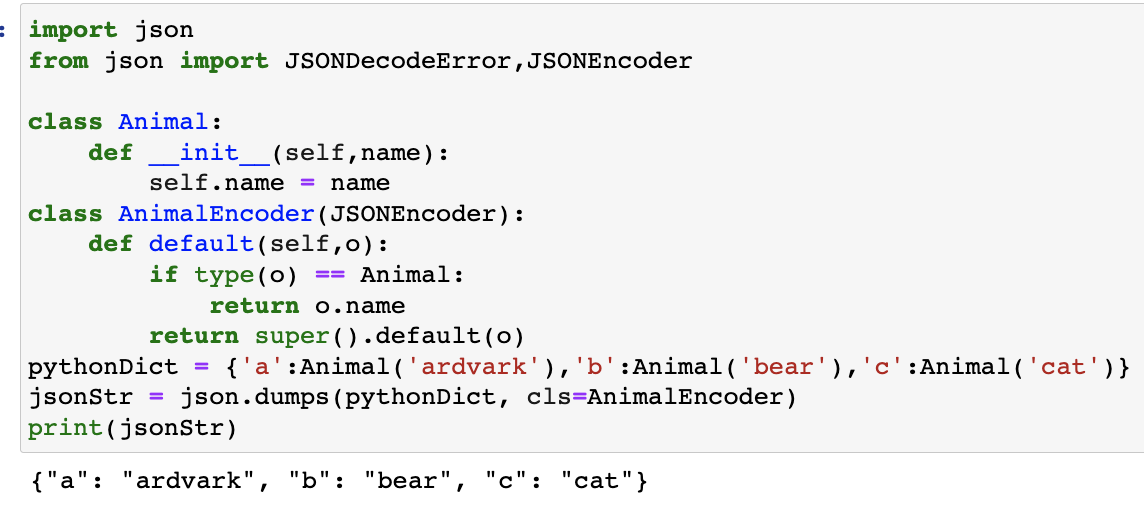 :
import json
from json import JSONDecodeError,JSONEncoder
class Animal:
    def __init__(self,name):
        self.name = name
class AnimalEncoder(JSONEncoder):
    def default(self,o):
        if type(o) == Animal:
            return o.name
        return super().default(o)
pythonDict = {'a':Animal('ardvark'),'b':Animal('bear'),'c':Animal('cat')}
jsonStr = json.dumps(pythonDict, cls=AnimalEncoder)
print(jsonStr)
{"a": "ardvark", "b": "bear", "c": "cat"}